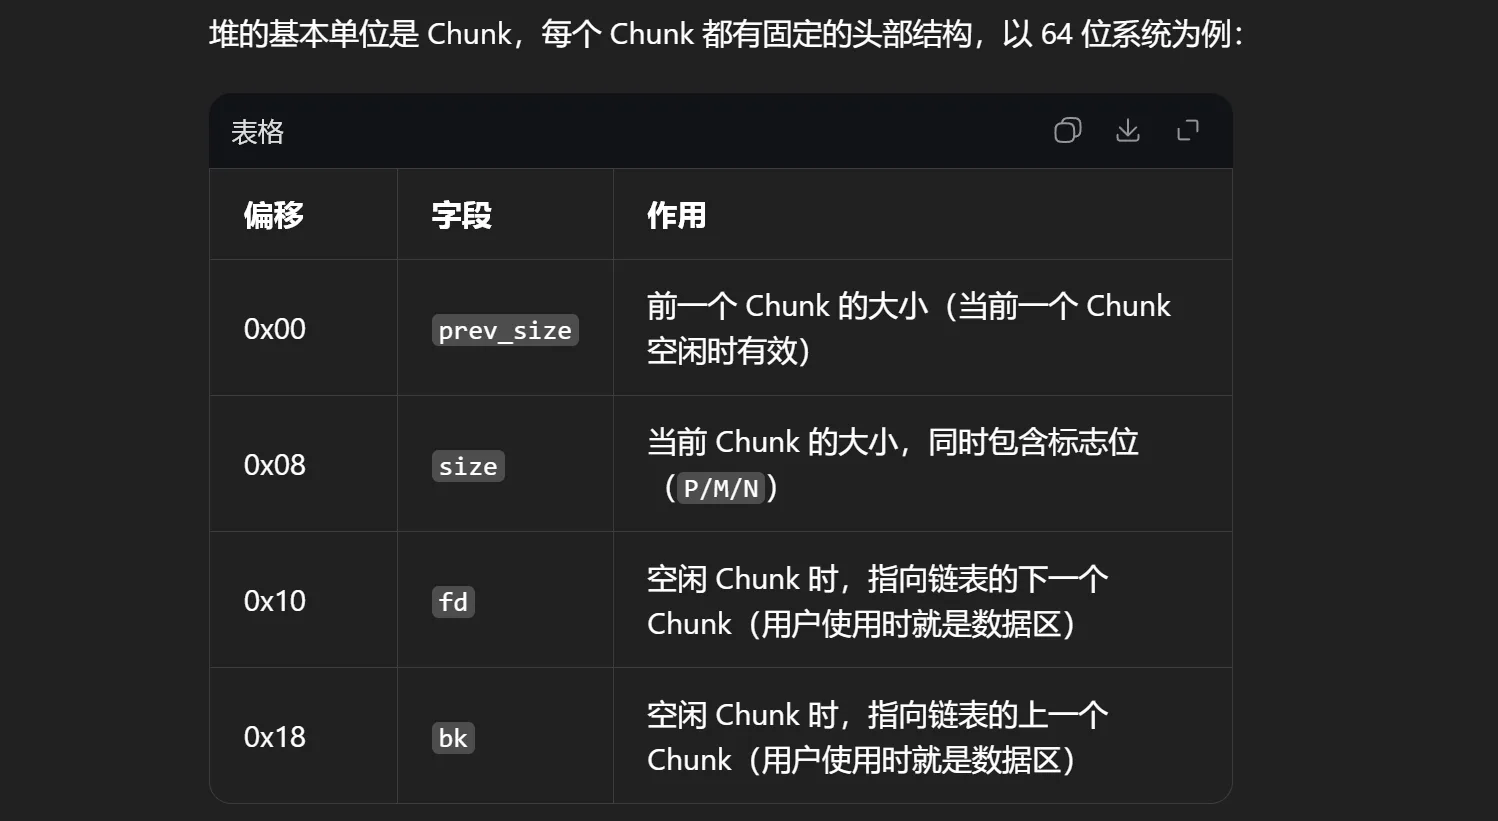 堆的基本单位是 Chunk，每个 Chunk 都有固定的头部结构，以 64 位系统为例：
表格
偏移 字段 作用
0x00 prev_size 前一个 Chunk 的大小（当前一个 Chunk
空闲时有效）
0x08 size 当前 Chunk 的大小，同时包含标志位
（P/M/N）
0x10 fd 空闲 Chunk 时，指向链表的下一个
Chunk（用户使用时就是数据区）
0x18 bk 空闲 Chunk 时，指向链表的上一个
Chunk（用户使用时就是数据区）